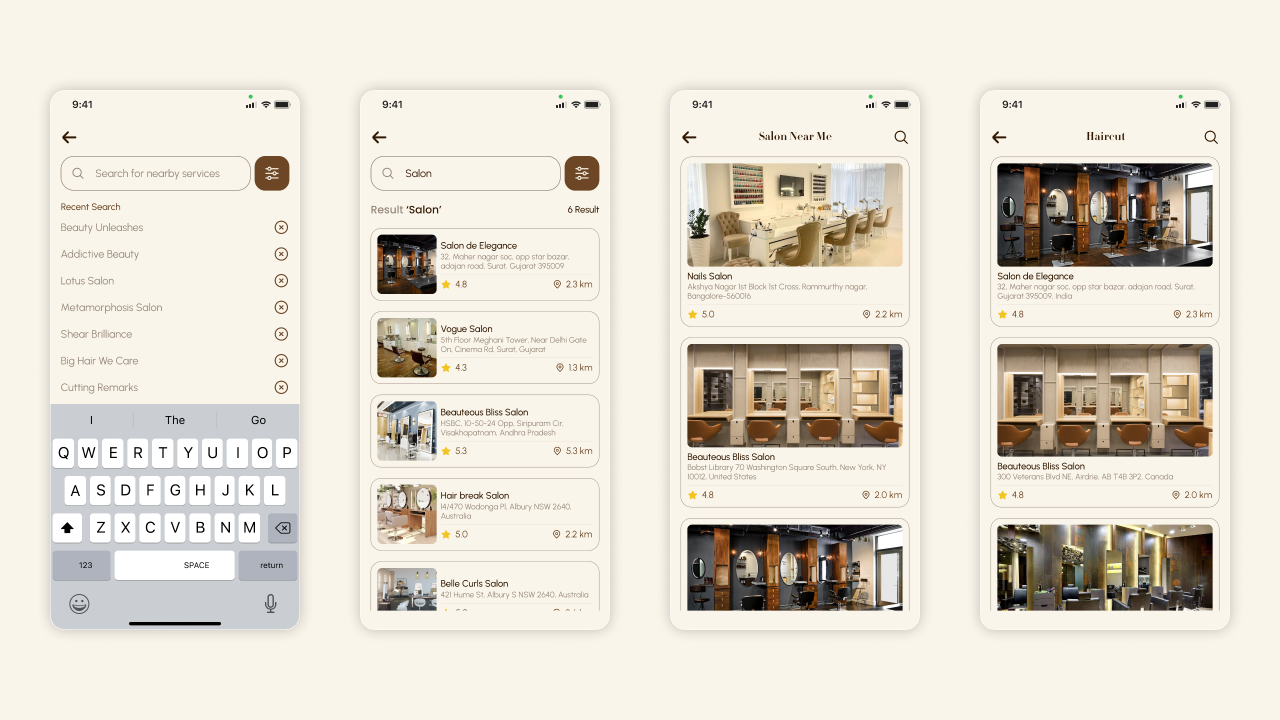 9:41
Search for nearby services
Recent Search
Beauty Unleashes
Addictive Beauty
Lotus Salon
Metamorphosis Salon
Shear Brilliance
Big Hair We Care
Cutting Remarks
I The Go
Q W E R T Y U I O P
A S D F G H J K L
Z X C V B N M
123 SPACE return
9:41
Salon
Result ‘Salon’ 6 Result
Salon de Elegance
32, Maher nagar soc, opp star bazar,
adajan road, Surat, Gujarat 395009
4.8 2.3 km
Vogue Salon
5th Floor Meghani Tower, Near Delhi Gate
On, Cinema Rd, Surat, Gujarat
4.3 1.3 km
Beauteous Bliss Salon
HSBC, 10-50-24 Opp, Siripuram Cir,
Visakhapatnam, Andhra Pradesh
5.3 5.3 km
Hair break Salon
14/470 Wodonga Pl, Albury NSW 2640,
Australia
5.0 2.2 km
Belle Curls Salon
421 Hume St, Albury S NSW 2640, Australia
9:41
Salon Near Me
Nails Salon
Akshya Nagar 1st Block 1st Cross, Rammurthy nagar,
Bangalore-560016
5.0 2.2 km
Beauteous Bliss Salon
Bobst Library 70 Washington Square South, New York, NY
10012, United States
4.8 2.0 km
9:41
Haircut
Salon de Elegance
32, Maher nagar soc, opp star bazar, adajan road, Surat,
Gujarat 395009, India
4.8 2.3 km
Beauteous Bliss Salon
300 Veterans Blvd NE, Airdrie, AB T4B 3P2, Canada
4.8 2.0 km